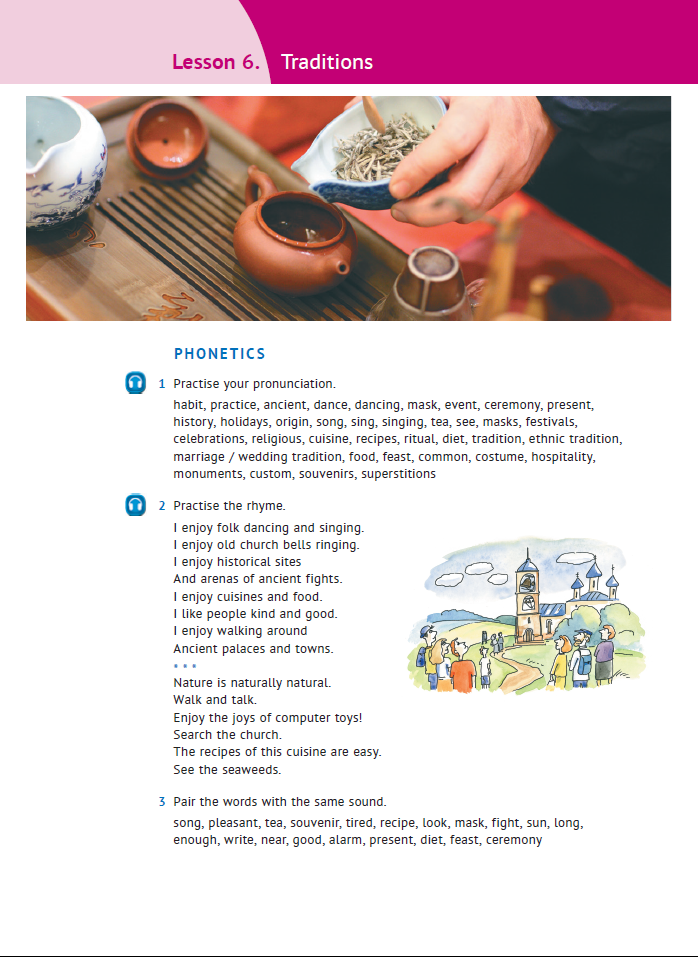 Lesson 6. Traditions
PHONETICS
1 Practise your pronunciation.
habit, practice, ancient, dance, dancing, mask, event, ceremony, present,
history, holidays, origin, song, sing, singing, tea, see, masks, festivals,
celebrations, religious, cuisine, recipes, ritual, diet, tradition, ethnic tradition,
marriage / wedding tradition, food, feast, common, costume, hospitality,
monuments, custom, souvenirs, superstitions
2 Practise the rhyme.
I enjoy folk dancing and singing.
I enjoy old church bells ringing.
I enjoy historical sites
And arenas of ancient fights.
I enjoy cuisines and food.
I like people kind and good.
I enjoy walking around
Ancient palaces and towns.
• • •
Nature is naturally natural.
Walk and talk.
Enjoy the joys of computer toys!
Search the church.
The recipes of this cuisine are easy.
See the seaweeds.
3 Pair the words with the same sound.
song, pleasant, tea, souvenir, tired, recipe, look, mask, fight, sun, long,
enough, write, near, good, alarm, present, diet, feast, ceremony